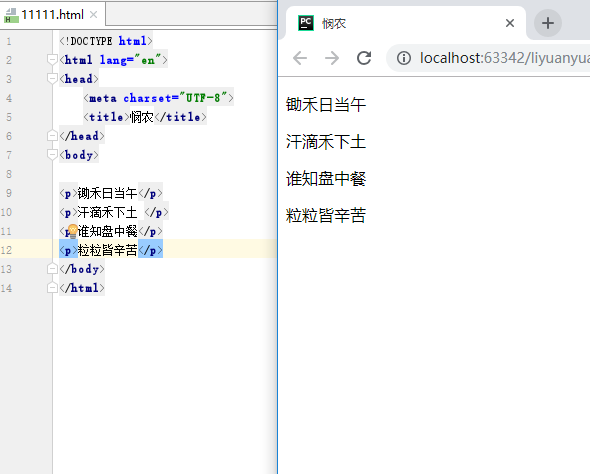 11111.html
1 <!DOCTYPE html>
2 <html lang="en">
3 <head>
4 <meta charset="UTF-8">
5 <title>悯农</title>
6 </head>
7 <body>
8
9 <p>锄禾日当午</p>
10 <p>汗滴禾下土 </p>
11 <p>谁知盘中餐</p>
12 <p>粒粒皆辛苦</p>
13 </body>
14 </html>
PC 悯农
localhost:63342/liyuanyua
锄禾日当午
汗滴禾下土
谁知盘中餐
粒粒皆辛苦